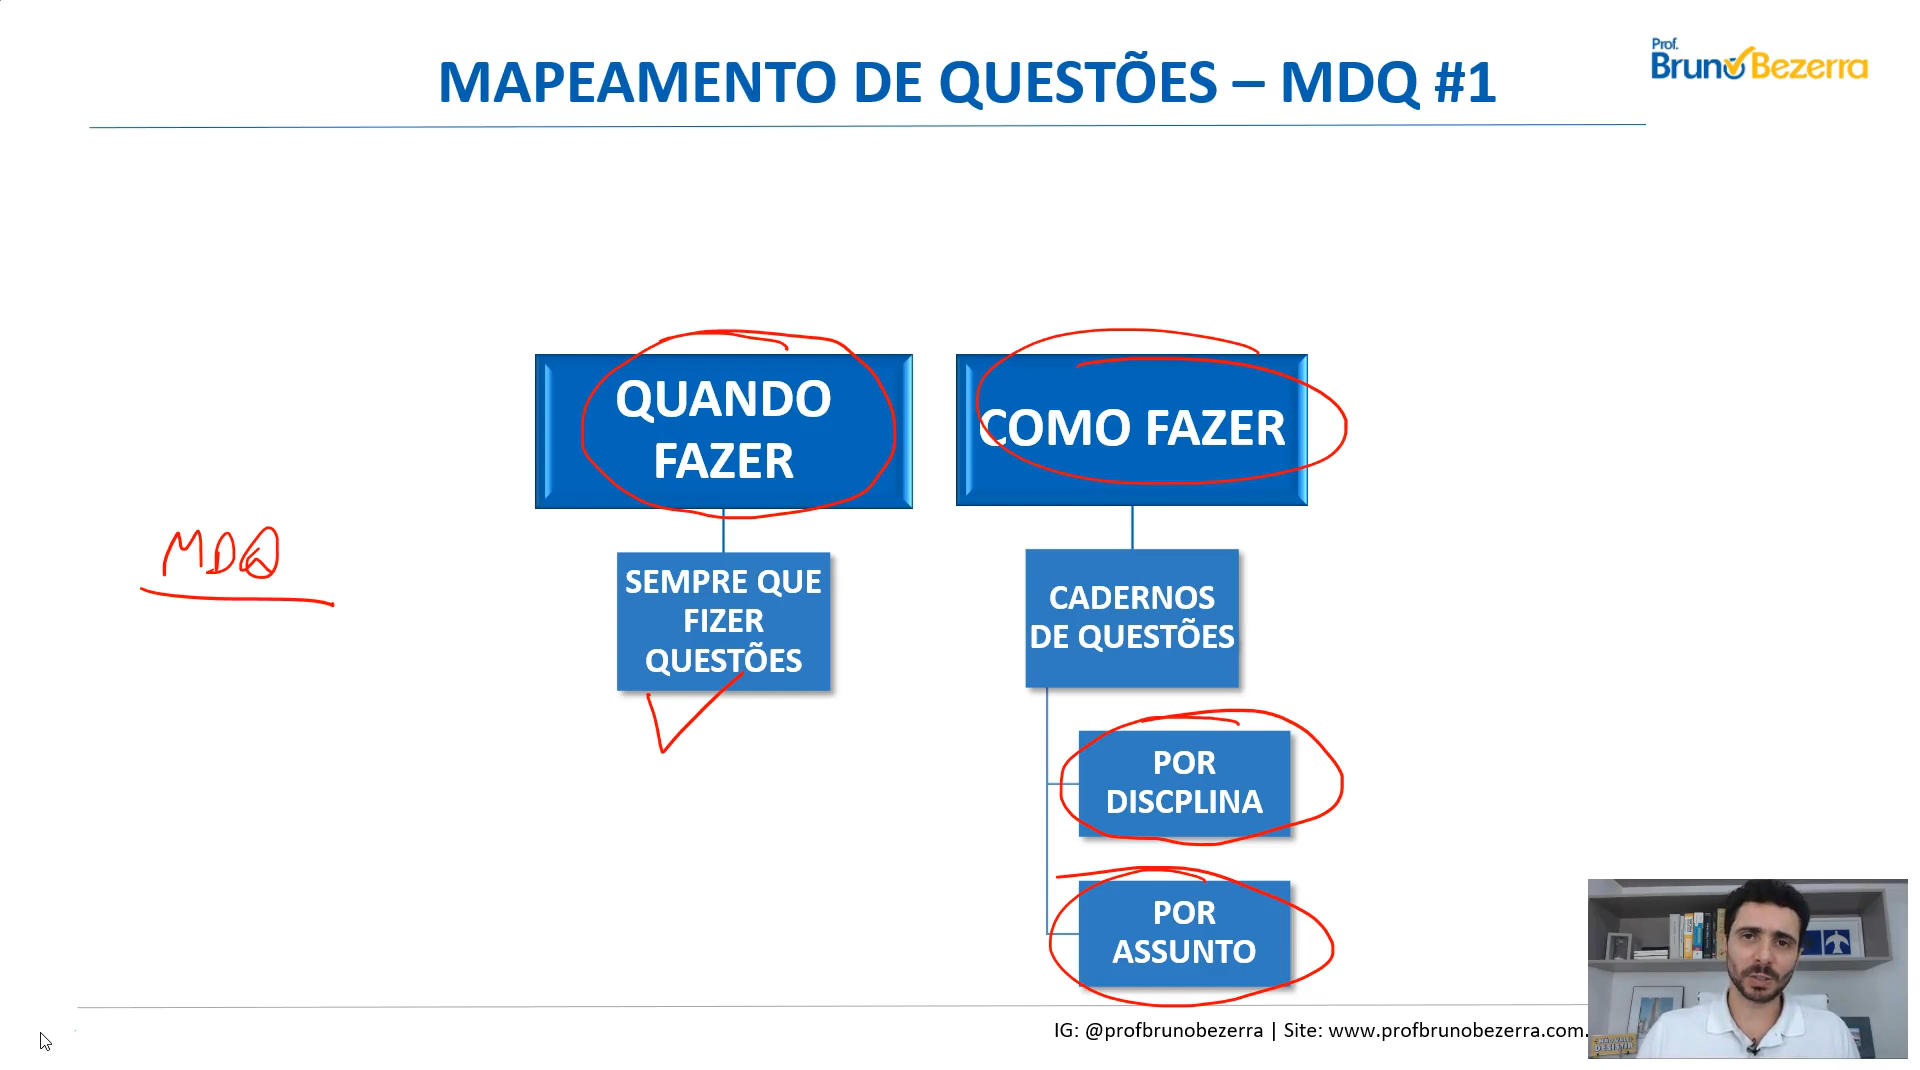 MAPEAMENTO DE QUESTÕES – MDQ #1
Prof.
Bruno Bezerra
QUANDO
FAZER
COMO FAZER
MDQ
SEMPRE QUE
FIZER
QUESTÕES
CADERNOS
DE QUESTÕES
POR
DISCPLINA
POR
ASSUNTO
IG: @profbrunobezerra | Site: www.profbrunobezerra.com.
DESISTIR